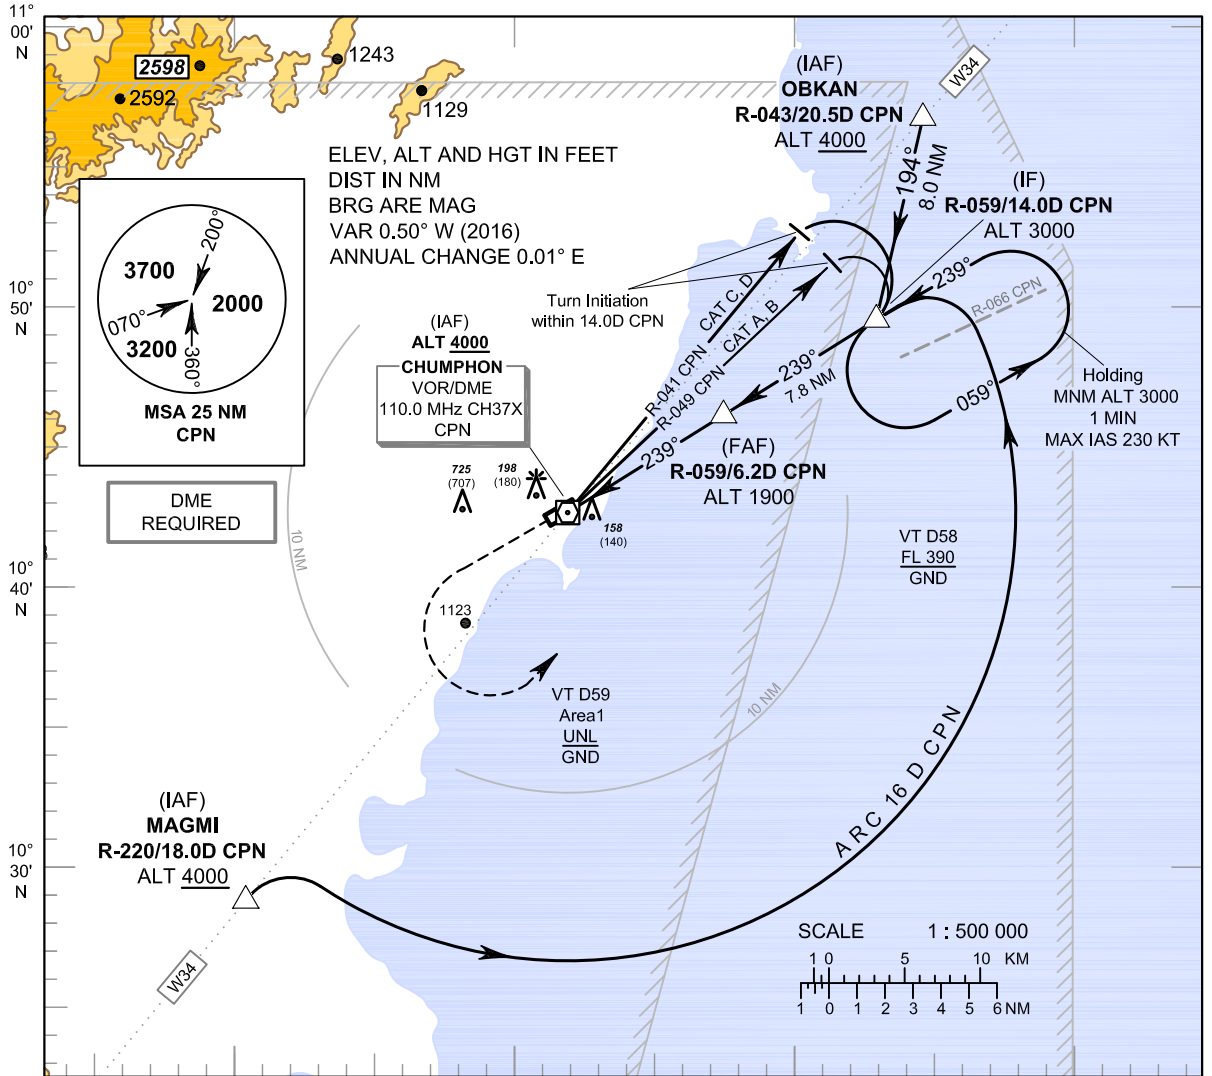 11°
00'
N
2598
2592
1243
1129
(IAF)
OBKAN
R-043/20.5D CPN
ALT 4000
W34
194°
8.0 NM
ELEV, ALT AND HGT IN FEET
DIST IN NM
BRG ARE MAG
VAR 0.50° W (2016)
ANNUAL CHANGE 0.01° E
(IF)
R-059/14.0D CPN
ALT 3000
200°
3700
2000
070°
3200
360°
MSA 25 NM
CPN
10°
50'
N
Turn Initiation
within 14.0D CPN
CAT C, D
R-041 CPN
CAT A, B
R-049 CPN
239°
R-066 CPN
059°
239°
7.8 NM
Holding
MNM ALT 3000
1 MIN
MAX IAS 230 KT
(IAF)
ALT 4000
CHUMPHON
VOR/DME
110.0 MHz CH37X
CPN
239°
(FAF)
R-059/6.2D CPN
ALT 1900
DME
REQUIRED
725
(707)
198
(180)
158
(140)
10 NM
VT D58
FL 390
GND
10°
40'
N
1123
VT D59
Area1
UNL
GND
10 NM
ARC 16 D CPN
(IAF)
MAGMI
R-220/18.0D CPN
ALT 4000
10°
30'
N
W34
SCALE 1 : 500 000
1 0 5 10 KM
1 0 1 2 3 4 5 6 NM